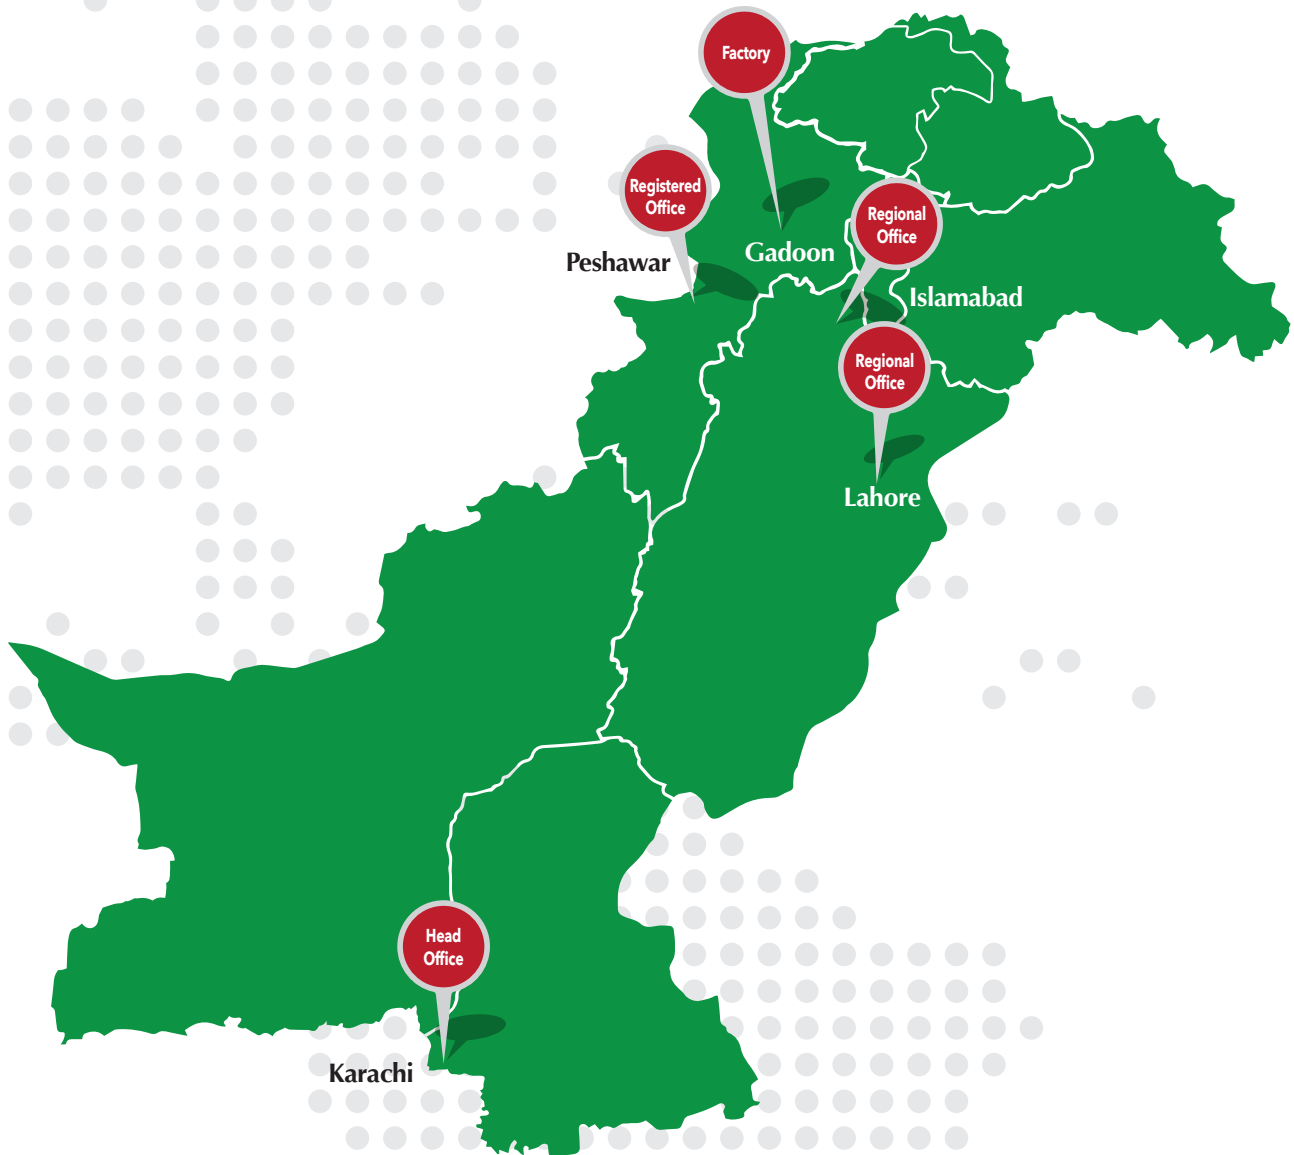 Factory
Registered
Office
Regional
Office
Peshawar
Gadoon
Islamabad
Regional
Office
Lahore
Head
Office
Karachi